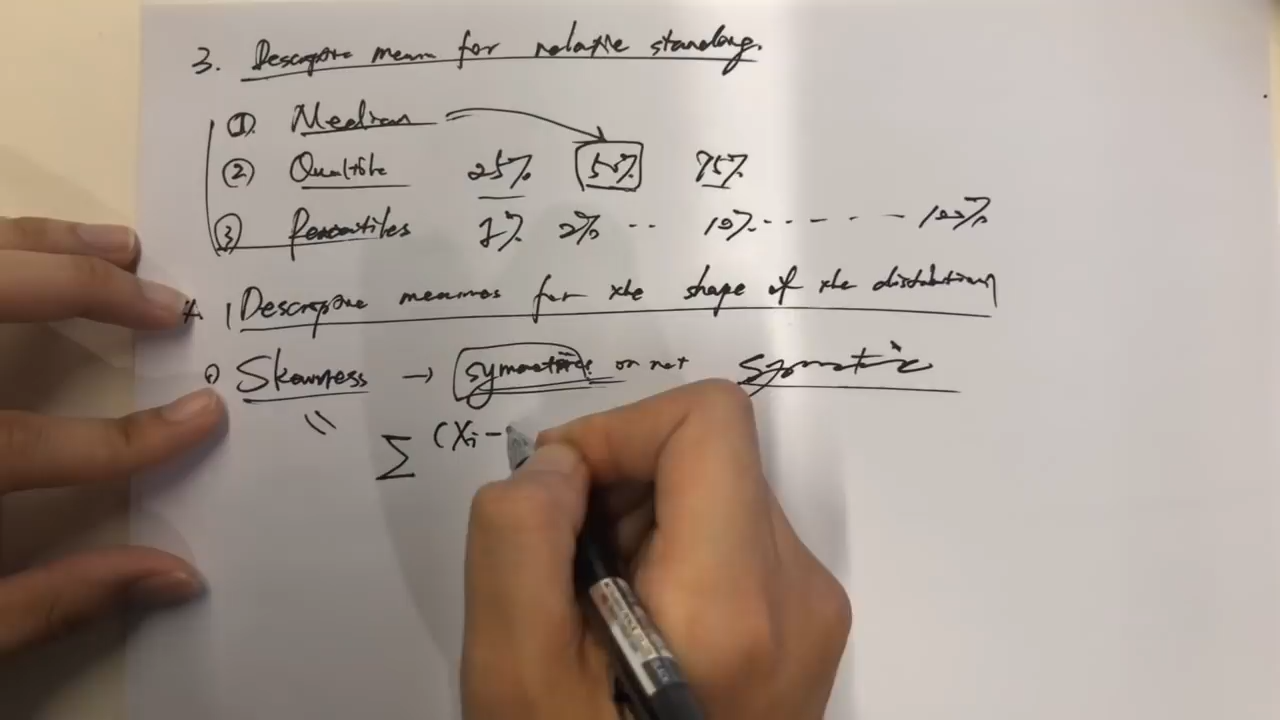 3. Descriptive measure for relative standing.
① Median
② Quartile 25% 50% 75%
③ Percentiles 1% 2% .. 10% ------ 100%
4. Descriptive measures for the shape of the distribution
① Skewness → symmetric or not symmetric
Σ (Xi -